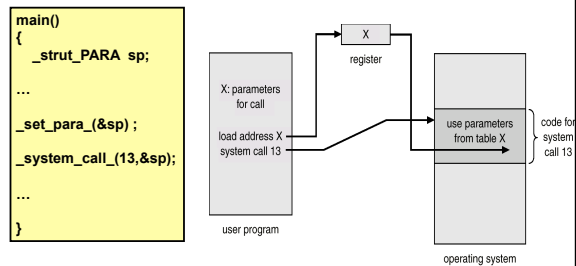 main()
{
_strut_PARA sp;
…
_set_para_(&sp) ;
_system_call_(13,&sp);
…
}
X
register
X: parameters
for call
load address X
system call 13
user program
use parameters
from table X
code for
system
call 13
operating system